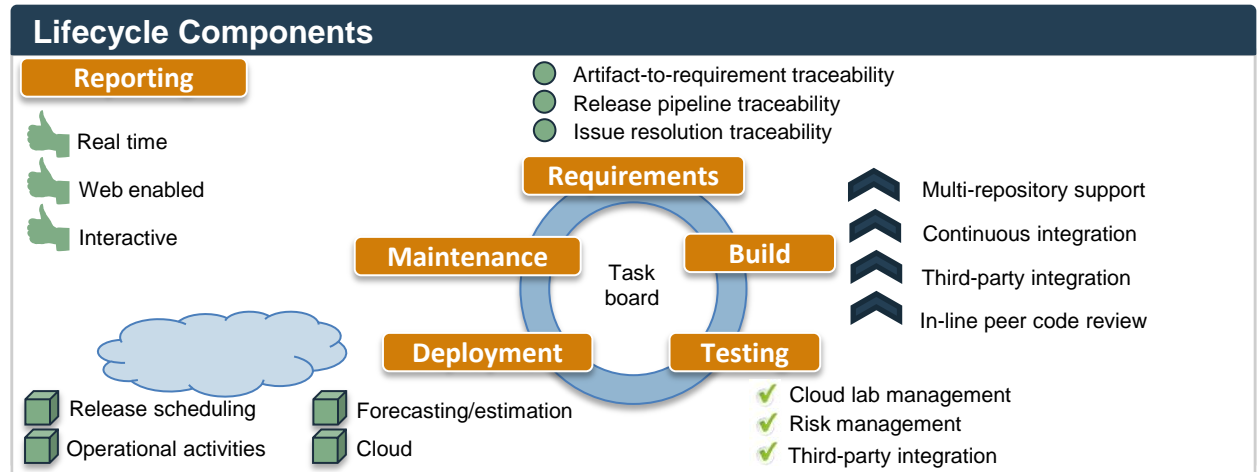 Lifecycle Components
Reporting
Real time
Web enabled
Interactive
Artifact-to-requirement traceability
Release pipeline traceability
Issue resolution traceability
Requirements
Maintenance
Build
Task
board
Deployment
Testing
Multi-repository support
Continuous integration
Third-party integration
In-line peer code review
Release scheduling
Operational activities
Forecasting/estimation
Cloud
Cloud lab management
Risk management
Third-party integration